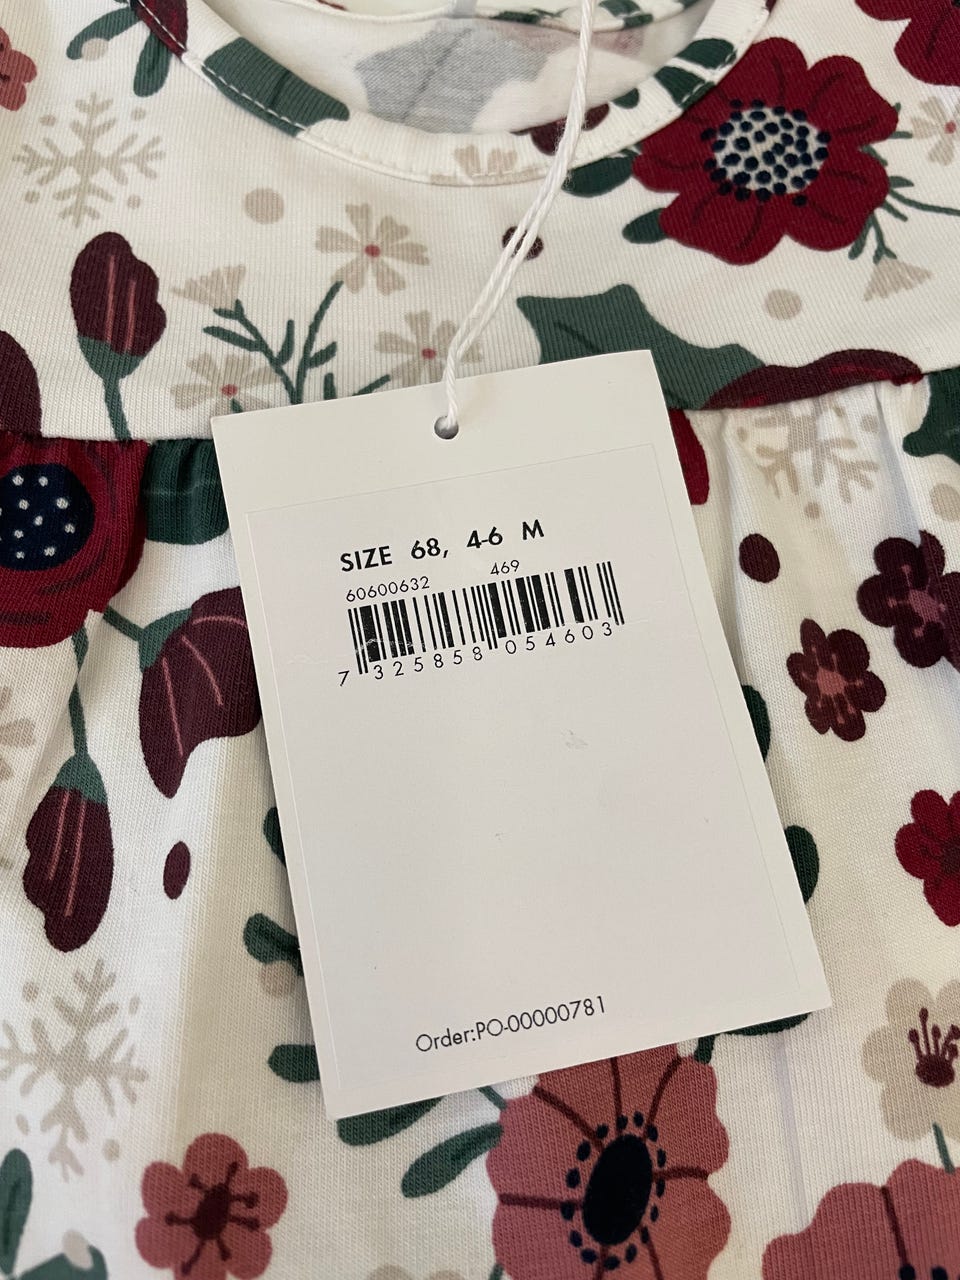 SIZE 68, 4-6 M
60600632 469
7 325858 054603
Order:PO-00000781